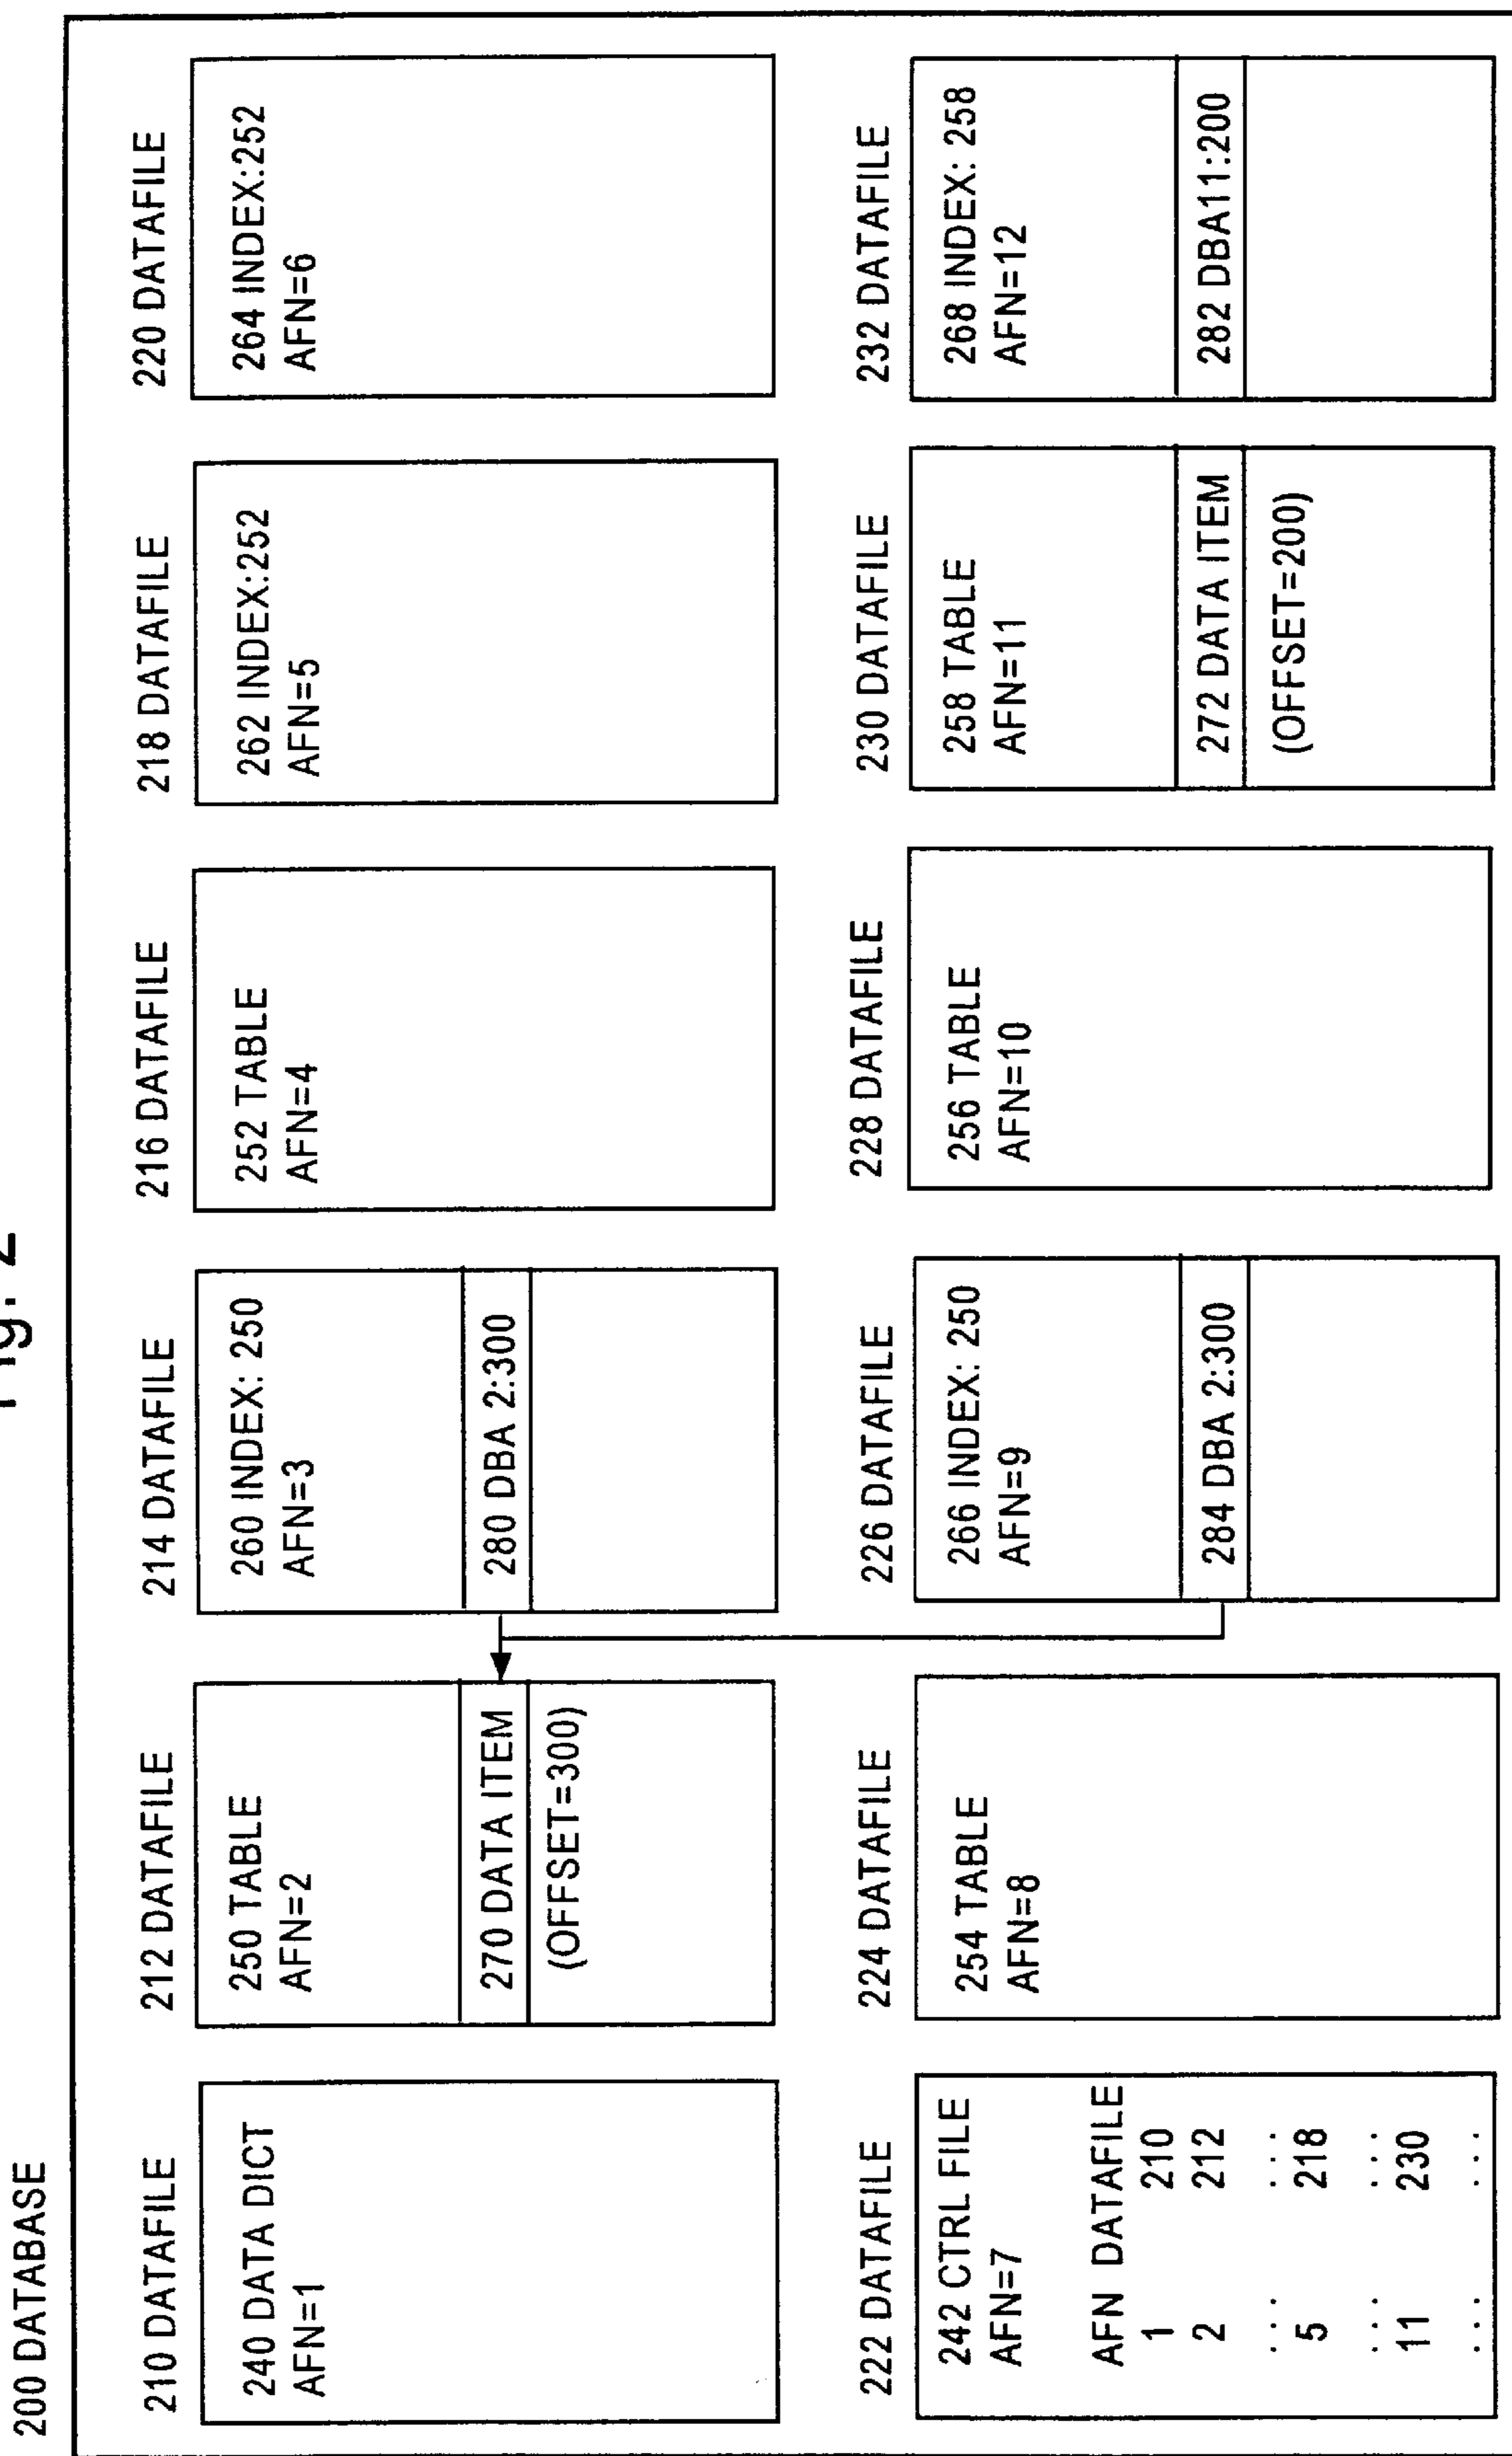 Fig. 2
200 DATABASE
210 DATAFILE
240 DATA DICT
AFN=1
212 DATAFILE
250 TABLE
AFN=2
270 DATA ITEM
(OFFSET=300)
214 DATAFILE
260 INDEX: 250
AFN=3
280 DBA 2:300
216 DATAFILE
252 TABLE
AFN=4
218 DATAFILE
262 INDEX:252
AFN=5
220 DATAFILE
264 INDEX:252
AFN=6
222 DATAFILE
242 CTRL FILE
AFN=7
AFN DATAFILE
1 210
2 212
... ...
5 218
... ...
11 230
... ...
224 DATAFILE
254 TABLE
AFN=8
226 DATAFILE
266 INDEX: 250
AFN=9
284 DBA 2:300
228 DATAFILE
256 TABLE
AFN=10
230 DATAFILE
258 TABLE
AFN=11
272 DATA ITEM
(OFFSET=200)
232 DATAFILE
268 INDEX: 258
AFN=12
282 DBA11:200